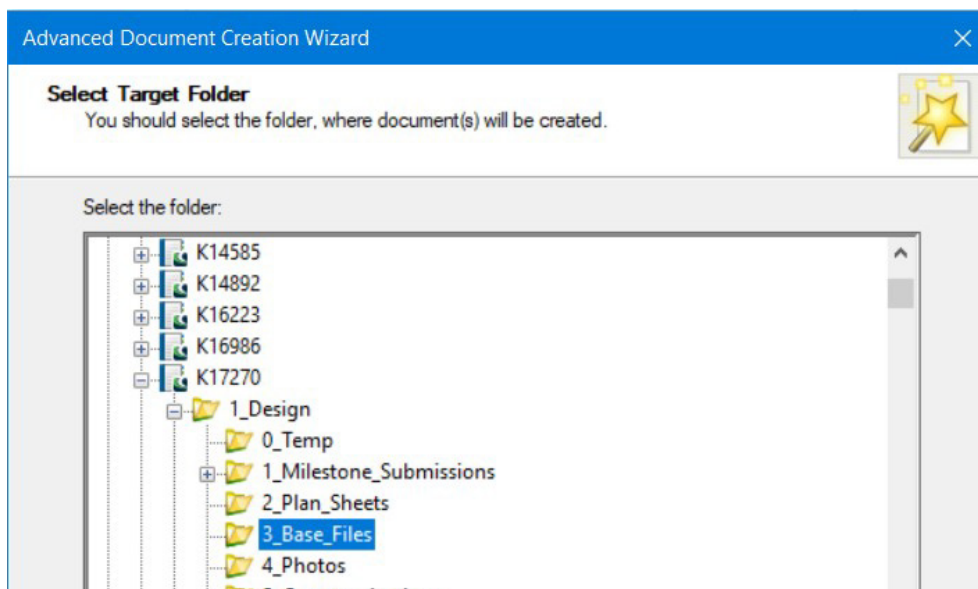 Advanced Document Creation Wizard
Select Target Folder
You should select the folder, where document(s) will be created.
Select the folder:
K14585
K14892
K16223
K16986
K17270
1_Design
0_Temp
1_Milestone_Submissions
2_Plan_Sheets
3_Base_Files
4_Photos